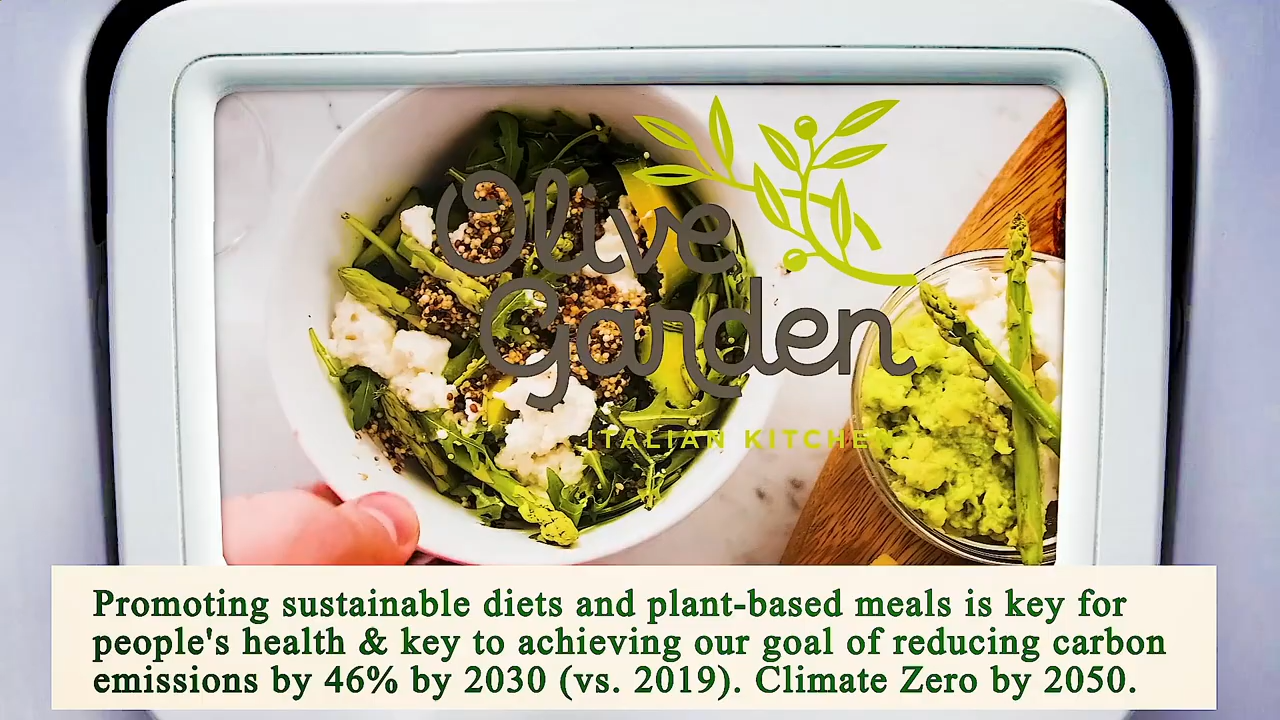 Olive
Garden
ITALIAN KITCHEN
Promoting sustainable diets and plant-based meals is key for
people's health & key to achieving our goal of reducing carbon
emissions by 46% by 2030 (vs. 2019). Climate Zero by 2050.